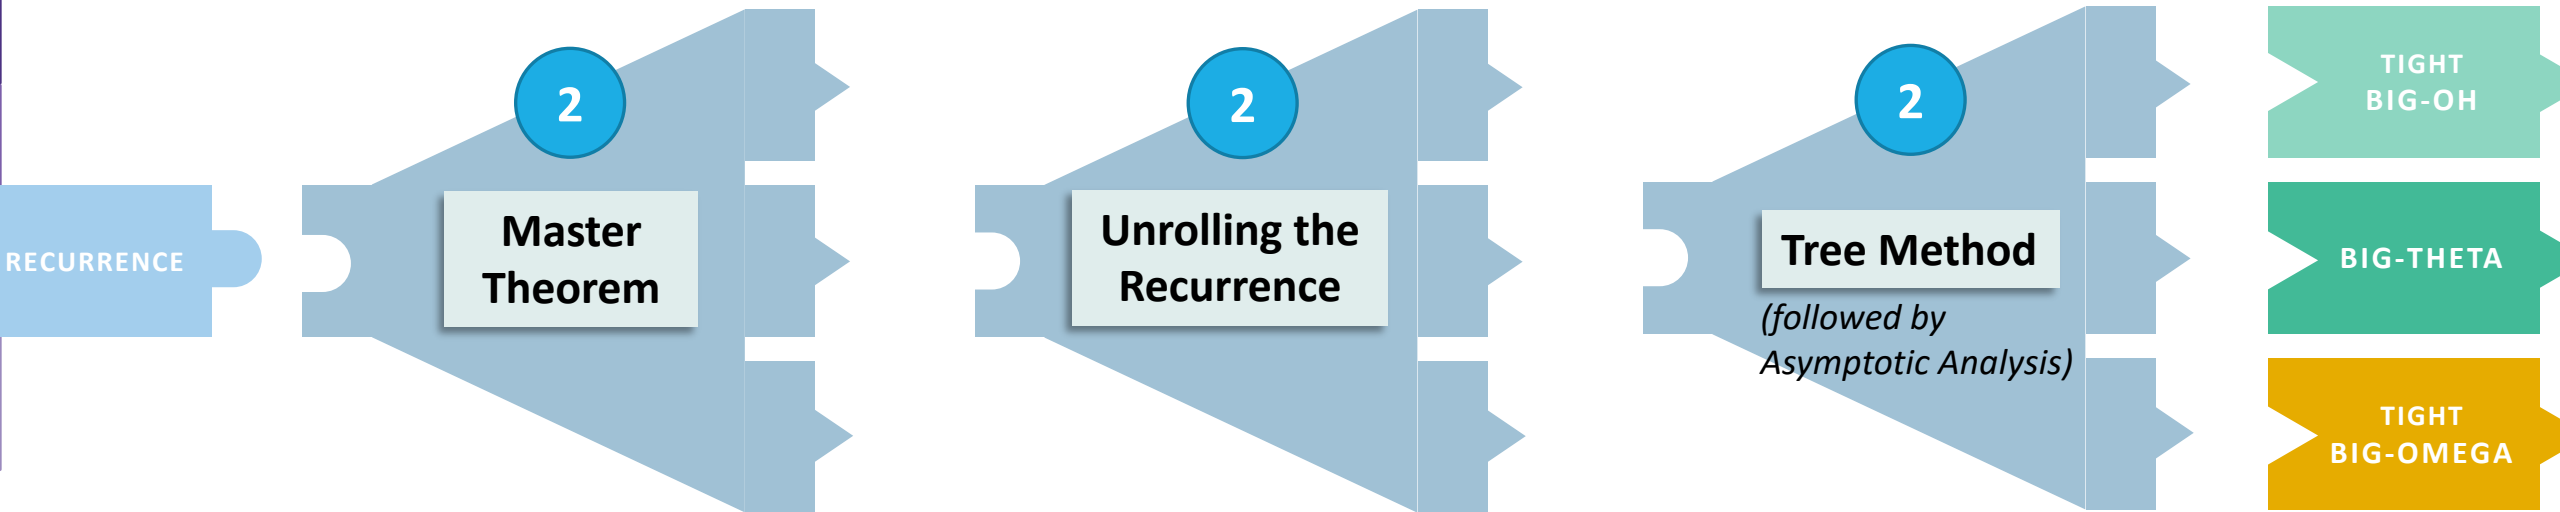 RECURRENCE
2
Master
Theorem
2
Unrolling the
Recurrence
2
Tree Method
(followed by
Asymptotic Analysis)
TIGHT
BIG-OH
BIG-THETA
TIGHT
BIG-OMEGA